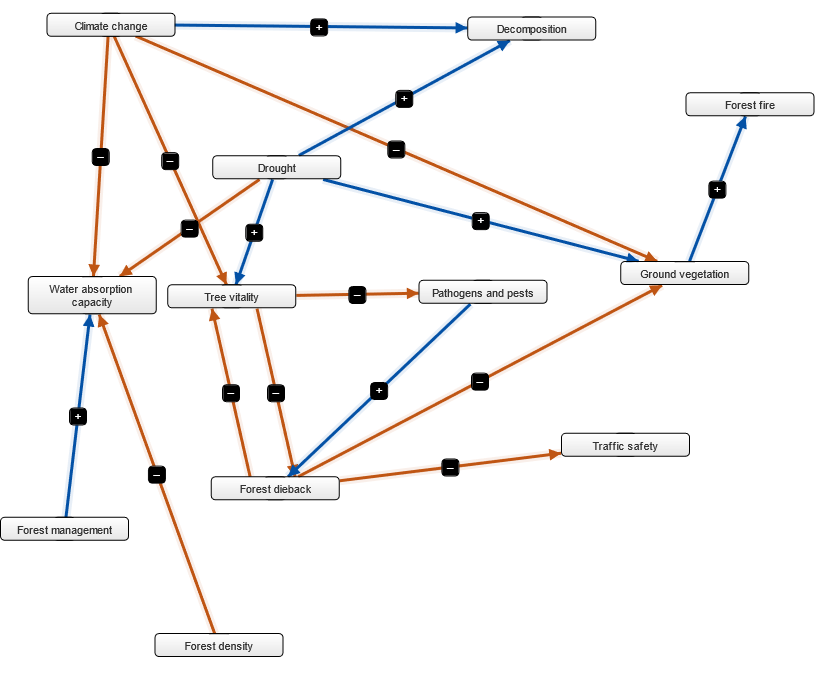 Climate change
+
Decomposition
+
Forest fire
–
–
–
Drought
+
–
+
+
Ground vegetation
Water absorption
capacity
Tree vitality
–
Pathogens and pests
+
–
–
–
+
Traffic safety
–
–
Forest dieback
Forest management
Forest density